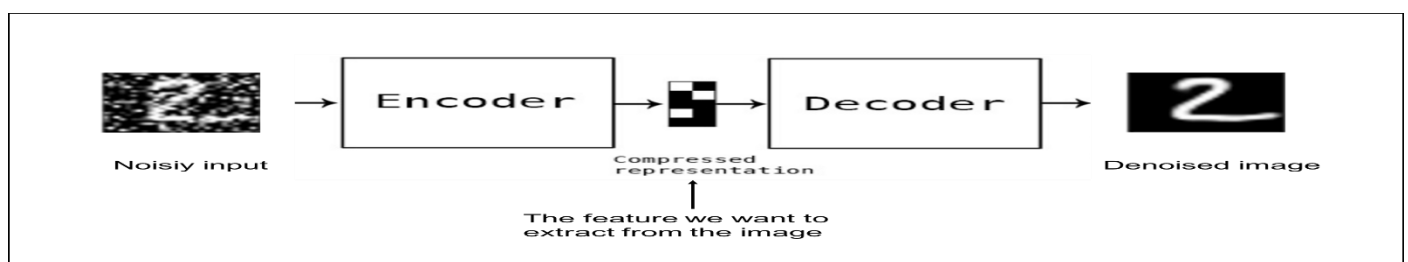 Encoder
Decoder
Noisiy input
Compressed
representation
Denoised image
The feature we want to
extract from the image